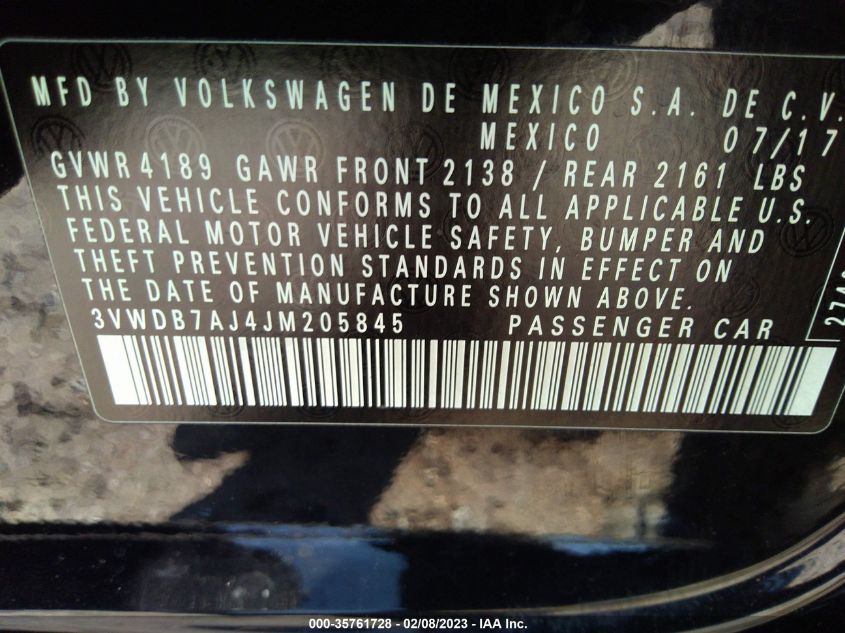 MFD BY VOLKSWAGEN DE MEXICO S.A. DE C.V.
MEXICO 07/17
GVWR 4189 GAWR FRONT 2138 / REAR 2161 LBS
THIS VEHICLE CONFORMS TO ALL APPLICABLE U.S.
FEDERAL MOTOR VEHICLE SAFETY, BUMPER AND
THEFT PREVENTION STANDARDS IN EFFECT ON
THE DATE OF MANUFACTURE SHOWN ABOVE.
3VWDB7AJ4JM205845 PASSENGER CAR
000-35761728 — 02/08/2023 — IAA Inc.